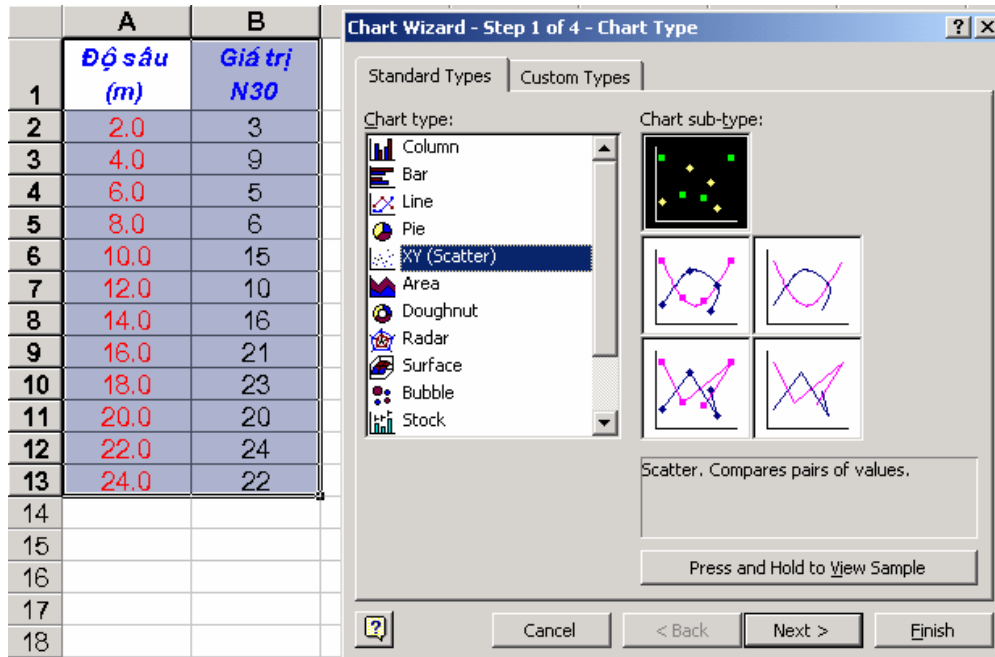 A B
Độ sâu Giá trị
1 (m) N30
2 2.0 3
3 4.0 9
4 6.0 5
5 8.0 6
6 10.0 15
7 12.0 10
8 14.0 16
9 16.0 21
10 18.0 23
11 20.0 20
12 22.0 24
13 24.0 22
14
15
16
17
18
Chart Wizard - Step 1 of 4 - Chart Type
Standard Types Custom Types
Chart type:
Column
Bar
Line
Pie
XY (Scatter)
Area
Doughnut
Radar
Surface
Bubble
Stock
Chart sub-type:
Scatter. Compares pairs of values.
Press and Hold to View Sample
Cancel < Back Next > Finish